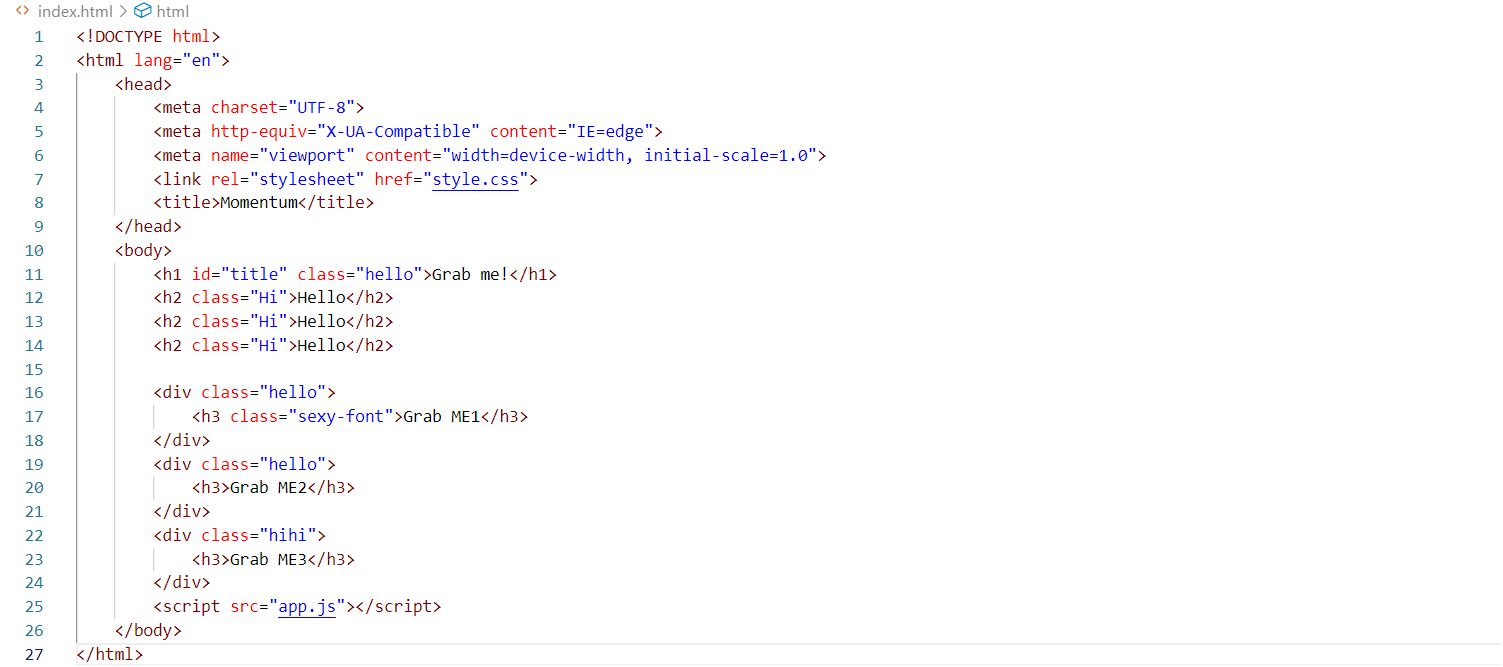 index.html > html
1 <!DOCTYPE html>
2 <html lang="en">
3     <head>
4         <meta charset="UTF-8">
5         <meta http-equiv="X-UA-Compatible" content="IE=edge">
6         <meta name="viewport" content="width=device-width, initial-scale=1.0">
7         <link rel="stylesheet" href="style.css">
8         <title>Momentum</title>
9     </head>
10     <body>
11         <h1 id="title" class="hello">Grab me!</h1>
12         <h2 class="Hi">Hello</h2>
13         <h2 class="Hi">Hello</h2>
14         <h2 class="Hi">Hello</h2>
15
16         <div class="hello">
17             <h3 class="sexy-font">Grab ME1</h3>
18         </div>
19         <div class="hello">
20             <h3>Grab ME2</h3>
21         </div>
22         <div class="hihi">
23             <h3>Grab ME3</h3>
24         </div>
25         <script src="app.js"></script>
26     </body>
27 </html>